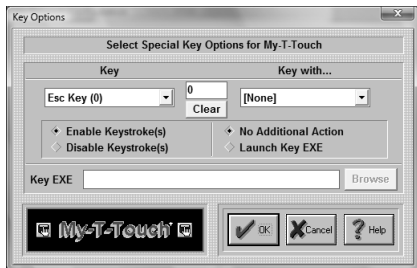 Key Options
Select Special Key Options for My-T-Touch
Key
Key with...
Esc Key (0)
0
[None]
Clear
Enable Keystroke(s)
No Additional Action
Disable Keystroke(s)
Launch Key EXE
Key EXE
Browse
My-T-Touch
OK
Cancel
Help